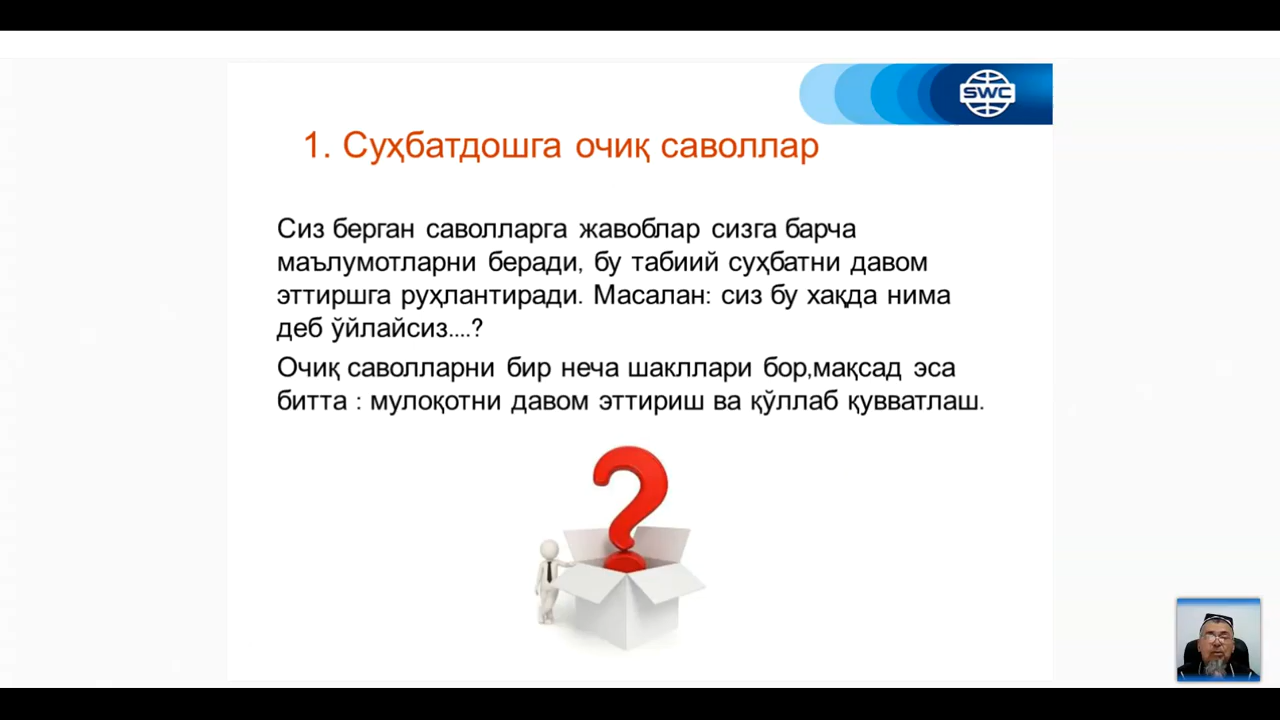 SWC
1. Суҳбатдошга очиқ саволлар
Сиз берган саволларга жавоблар сизга барча
маълумотларни беради, бу табиий суҳбатни давом
эттиршга руҳлантиради. Масалан: сиз бу хақда нима
деб ўйлайсиз....?
Очиқ саволларни бир неча шакллари бор,мақсад эса
битта : мулоқотни давом эттириш ва қўллаб қувватлаш.